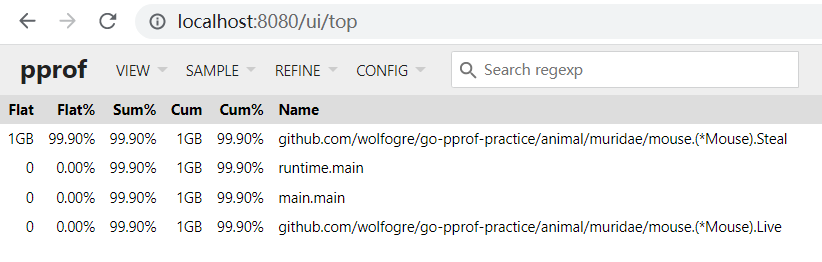 localhost:8080/ui/top
pprof VIEW SAMPLE REFINE CONFIG Search regexp
Flat Flat% Sum% Cum Cum% Name
1GB 99.90% 99.90% 1GB 99.90% github.com/wolfogre/go-pprof-practice/animal/muridae/mouse.(*Mouse).Steal
0 0.00% 99.90% 1GB 99.90% runtime.main
0 0.00% 99.90% 1GB 99.90% main.main
0 0.00% 99.90% 1GB 99.90% github.com/wolfogre/go-pprof-practice/animal/muridae/mouse.(*Mouse).Live